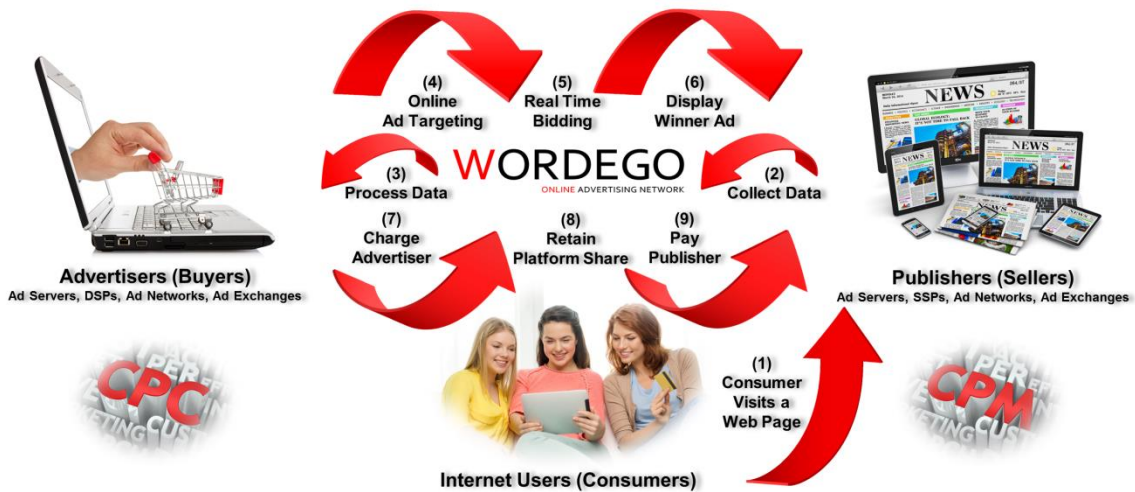 (4)
Online
Ad Targeting
(5)
Real Time
Bidding
(6)
Display
Winner Ad
(3)
Process Data
WORDEGO
ONLINE ADVERTISING NETWORK
(2)
Collect Data
(7)
Charge
Advertiser
(8)
Retain
Platform Share
(9)
Pay
Publisher
NEWS
NEWS
NEWS
NEWS
Advertisers (Buyers)
Ad Servers, DSPs, Ad Networks, Ad Exchanges
Publishers (Sellers)
Ad Servers, SSPs, Ad Networks, Ad Exchanges
CPC
(1)
Consumer
Visits a
Web Page
CPM
Internet Users (Consumers)